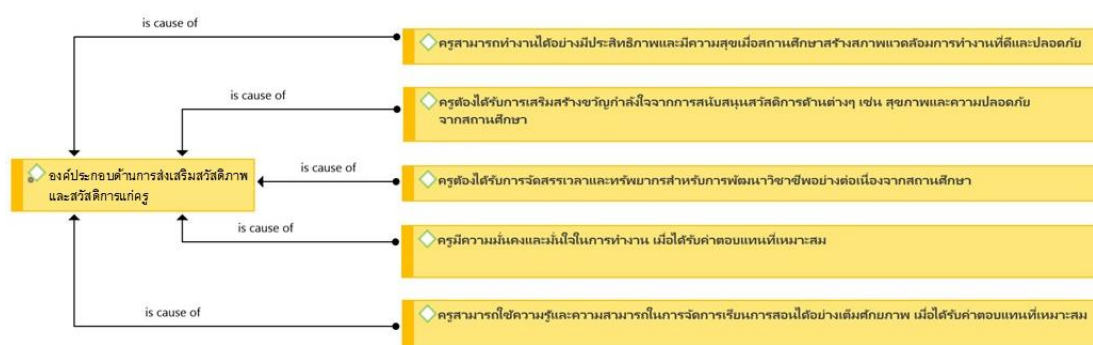 is cause of
ครูสามารถทำงานได้อย่างมีประสิทธิภาพและมีความสุขเมื่อสถานศึกษาสร้างสภาพแวดล้อมการทำงานที่ดีและปลอดภัย
is cause of
ครูต้องได้รับการเสริมสร้างขวัญกำลังใจจากการสนับสนุนสวัสดิการด้านต่างๆ เช่น สุขภาพและความปลอดภัย
จากสถานศึกษา
is cause of
องค์ประกอบด้านการส่งเสริมสวัสดิภาพ
และสวัสดิการแก่ครู
ครูต้องได้รับการจัดสรรเวลาและทรัพยากรสำหรับการพัฒนาวิชาชีพอย่างต่อเนื่องจากสถานศึกษา
is cause of
ครูมีความมั่นคงและมั่นใจในการทำงาน เมื่อได้รับค่าตอบแทนที่เหมาะสม
is cause of
ครูสามารถใช้ความรู้และความสามารถในการจัดการเรียนการสอนได้อย่างเต็มศักยภาพ เมื่อได้รับค่าตอบแทนที่เหมาะสม